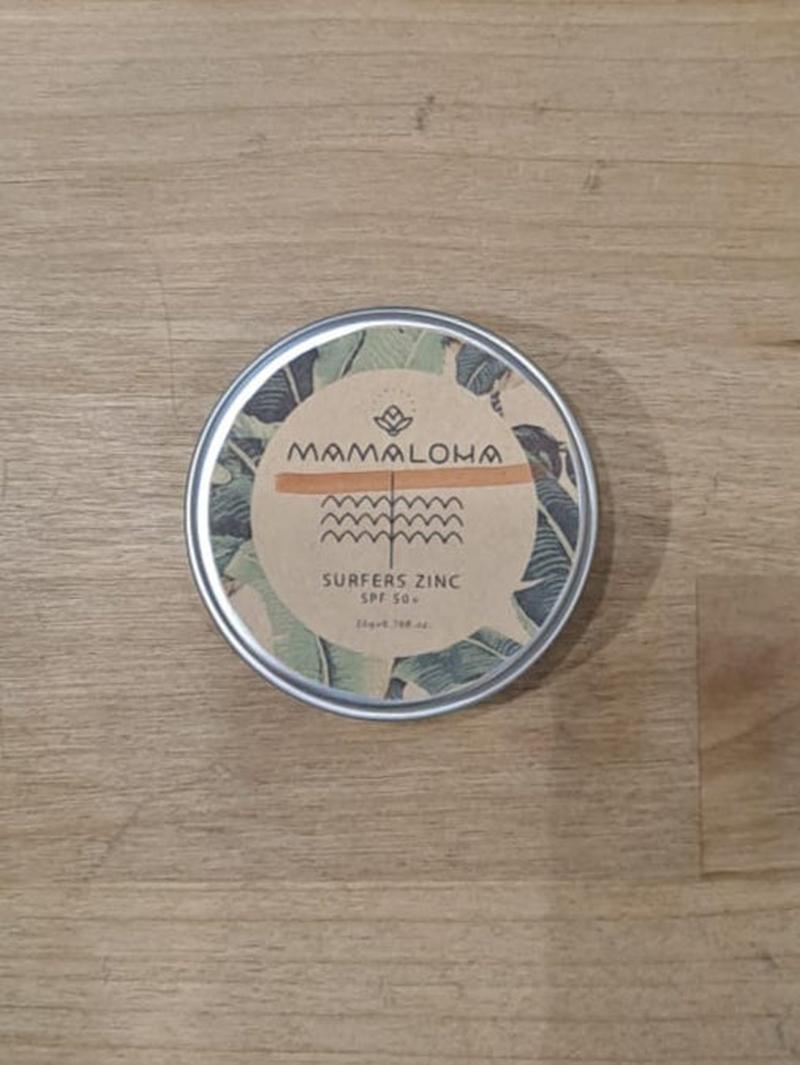 MAMALOHA
SURFERS ZINC
SPF 50+